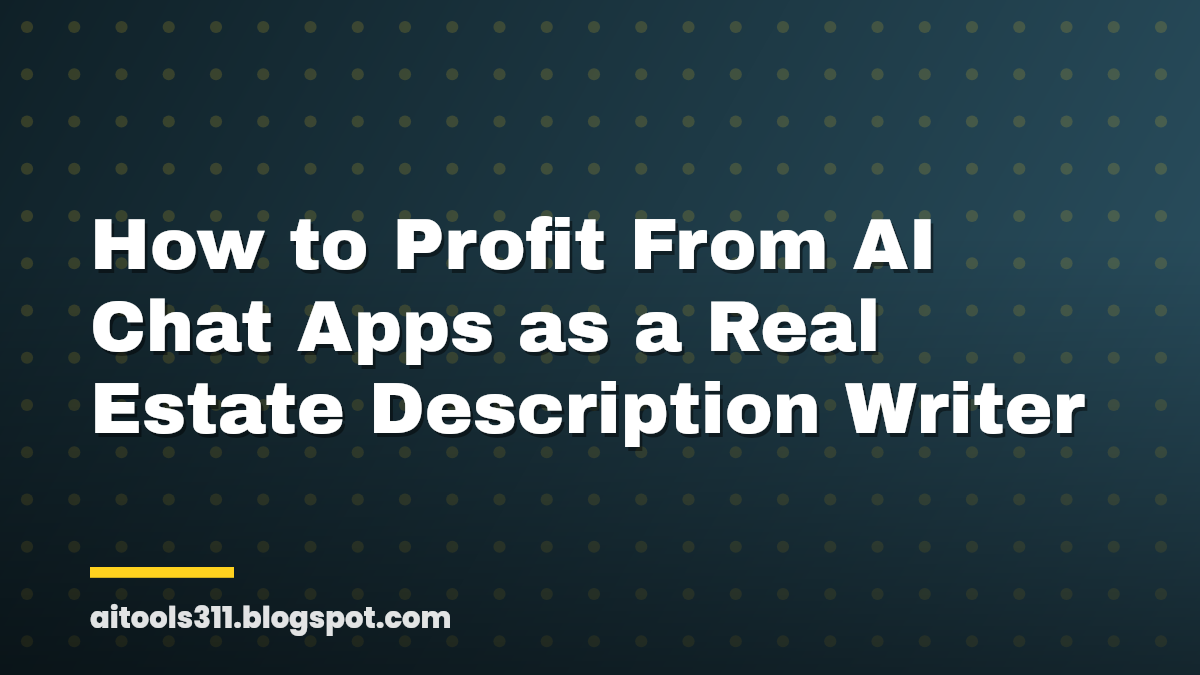 How to Profit From AI
Chat Apps as a Real
Estate Description Writer
aitools311.blogspot.com